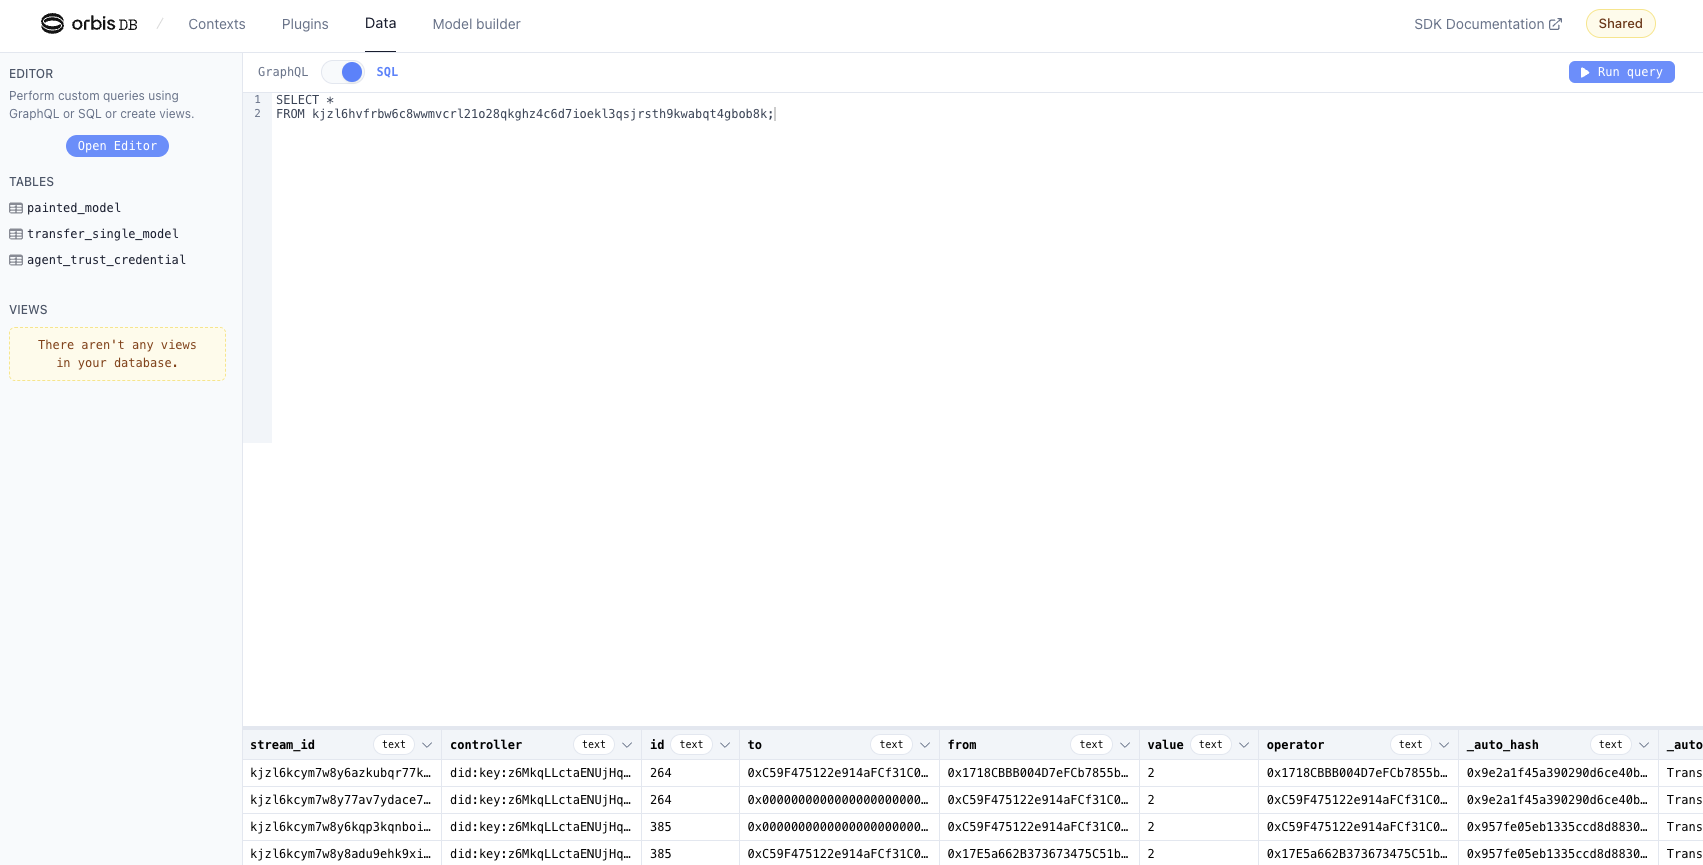 orbis DB / Contexts Plugins Data Model builder SDK Documentation Shared
EDITOR
Perform custom queries using
GraphQL or SQL or create views.
Open Editor
TABLES
painted_model
transfer_single_model
agent_trust_credential
VIEWS
There aren't any views
in your database.
GraphQL SQL Run query
1 SELECT *
2 FROM kjzl6hvfrbw6c8wwmvcrl21o28qkghz4c6d7ioekl3qsjrsth9kwabqt4gbob8k;
stream_id text controller text id text to text from text value text operator text _auto_hash text _auto
kjzl6kcym7w8y6azkubqr77k… did:key:z6MkqLLctaENUjHq… 264 0xC59F475122e914aFCf31C0… 0x1718CBBB004D7eFCb7855b… 2 0x1718CBBB004D7eFCb7855b… 0x9e2a1f45a390290d6ce40b… Trans
kjzl6kcym7w8y77av7ydace7… did:key:z6MkqLLctaENUjHq… 264 0x0000000000000000000000… 0xC59F475122e914aFCf31C0… 2 0xC59F475122e914aFCf31C0… 0x9e2a1f45a390290d6ce40b… Trans
kjzl6kcym7w8y6kqp3kqnboi… did:key:z6MkqLLctaENUjHq… 385 0x0000000000000000000000… 0xC59F475122e914aFCf31C0… 2 0xC59F475122e914aFCf31C0… 0x957fe05eb1335ccd8d8830… Trans
kjzl6kcym7w8y8adu9ehk9xi… did:key:z6MkqLLctaENUjHq… 385 0xC59F475122e914aFCf31C0… 0x17E5a662B373673475C51b… 2 0x17E5a662B373673475C51b… 0x957fe05eb1335ccd8d8830… Trans